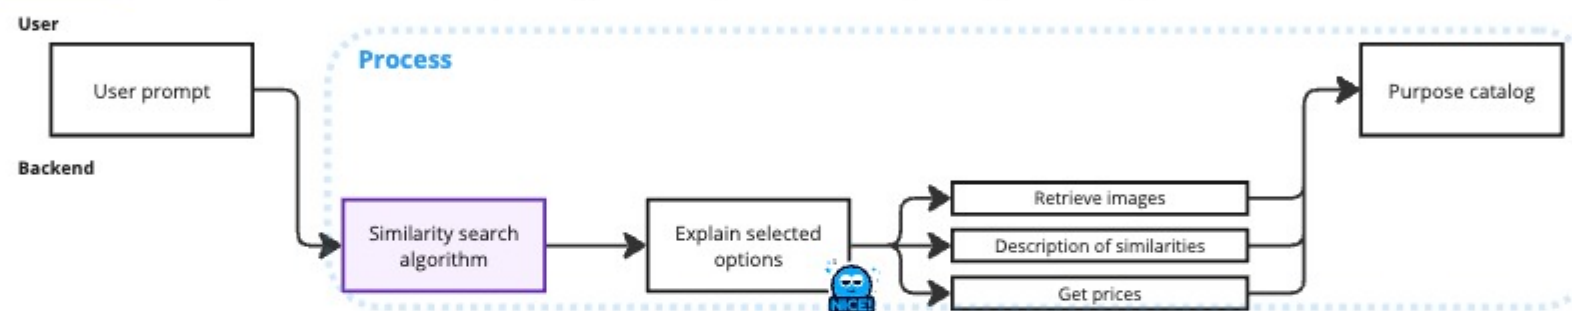 User
User prompt
Process
Purpose catalog
Backend
Similarity search
algorithm
Explain selected
options
Retrieve images
Description of similarities
Get prices
NICE!